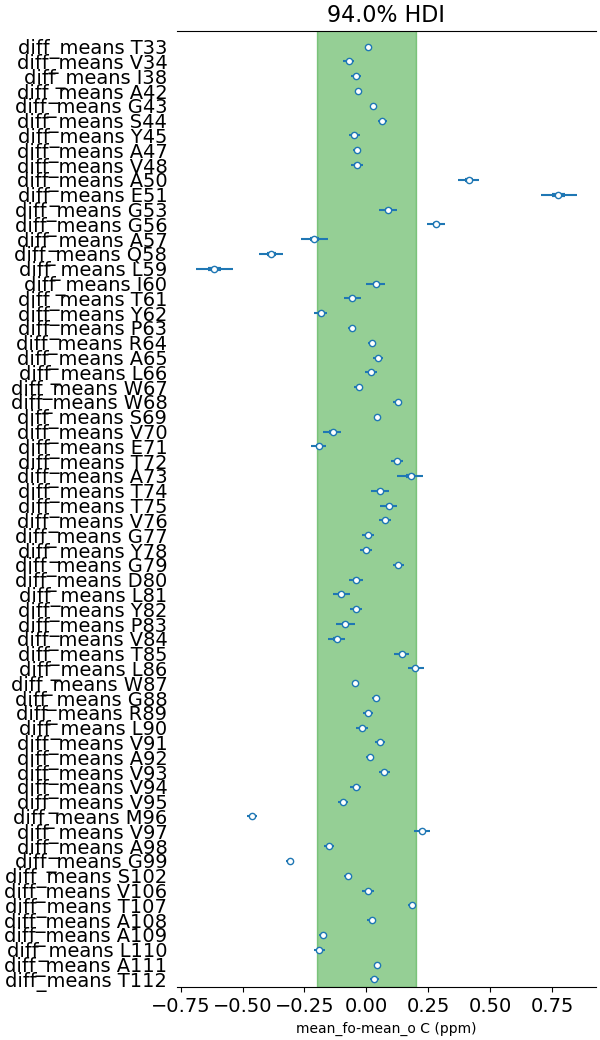 94.0% HDI
diff_means T33
diff_means V34
diff_means I38
diff_means A42
diff_means G43
diff_means S44
diff_means Y45
diff_means A47
diff_means V48
diff_means A50
diff_means E51
diff_means G53
diff_means G56
diff_means A57
diff_means Q58
diff_means L59
diff_means I60
diff_means T61
diff_means Y62
diff_means P63
diff_means R64
diff_means A65
diff_means L66
diff_means W67
diff_means W68
diff_means S69
diff_means V70
diff_means E71
diff_means T72
diff_means A73
diff_means T74
diff_means T75
diff_means V76
diff_means G77
diff_means Y78
diff_means G79
diff_means D80
diff_means L81
diff_means Y82
diff_means P83
diff_means V84
diff_means T85
diff_means L86
diff_means W87
diff_means G88
diff_means R89
diff_means L90
diff_means V91
diff_means A92
diff_means V93
diff_means V94
diff_means V95
diff_means M96
diff_means V97
diff_means A98
diff_means G99
diff_means S102
diff_means V106
diff_means T107
diff_means A108
diff_means A109
diff_means L110
diff_means A111
diff_means T112
−0.75 −0.50 −0.25 0.00 0.25 0.50 0.75
mean_fo-mean_o C (ppm)